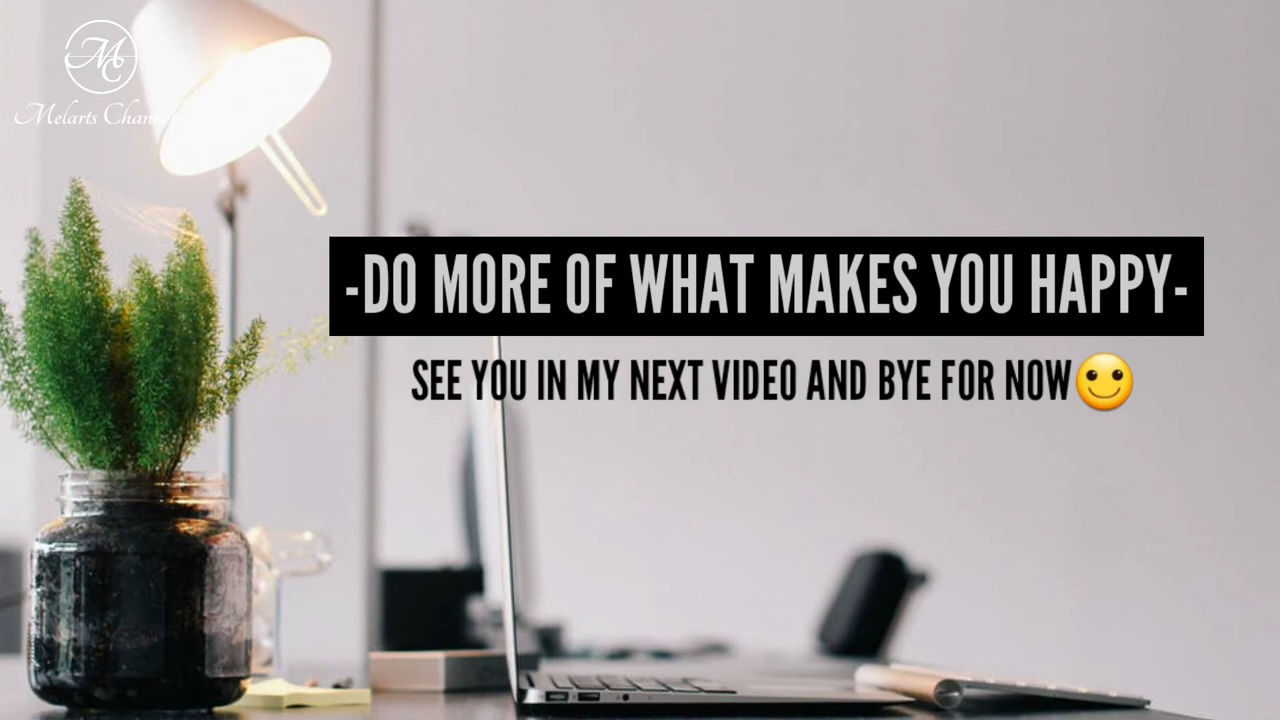 MC
Melarts Channel
-DO MORE OF WHAT MAKES YOU HAPPY-
SEE YOU IN MY NEXT VIDEO AND BYE FOR NOW🙂